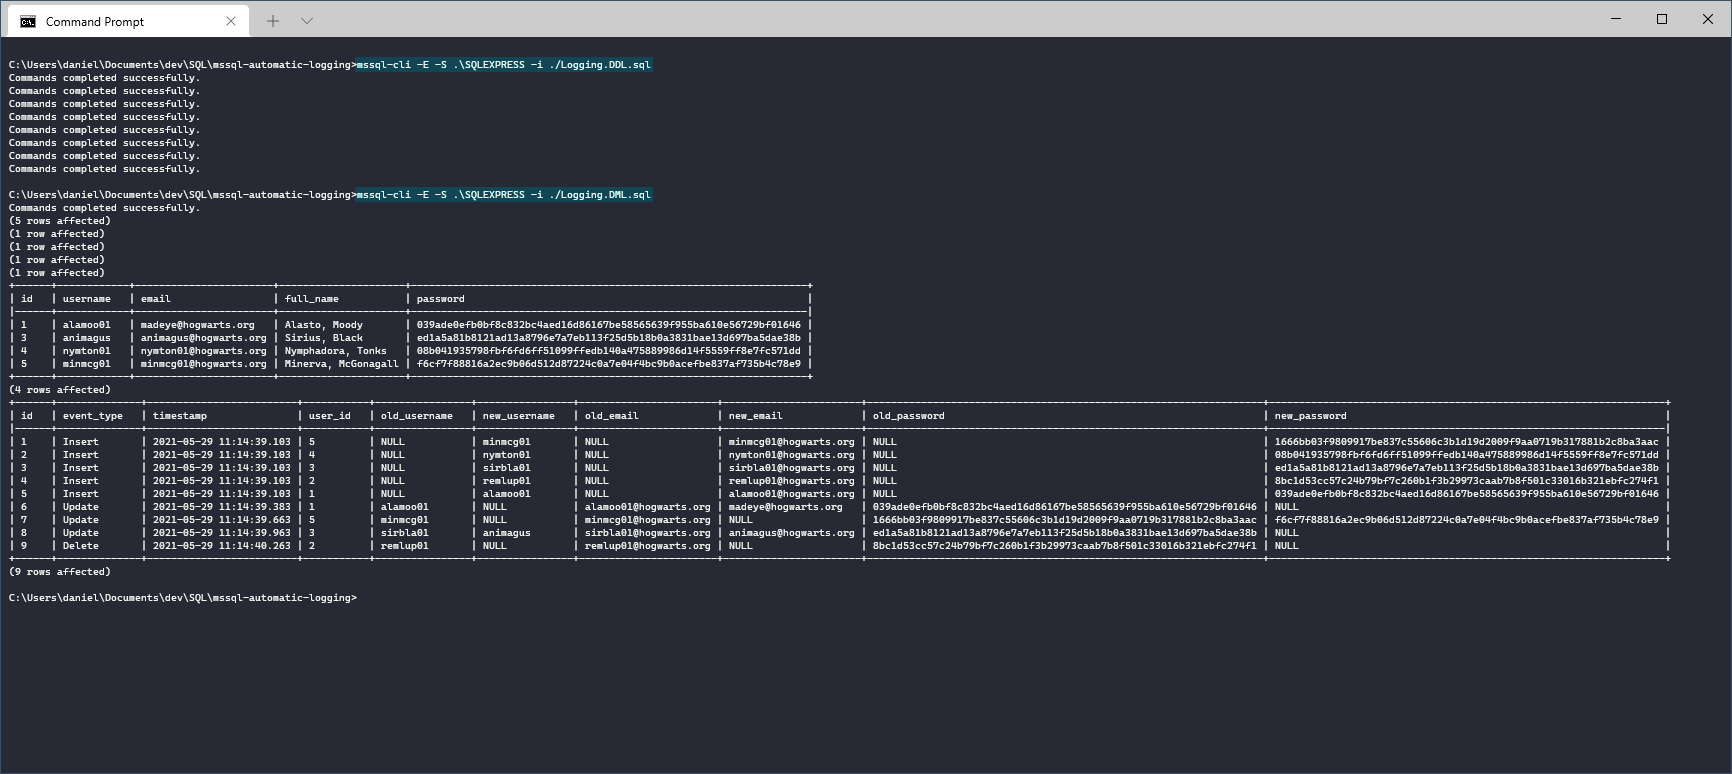 Command Prompt
C:\Users\daniel\Documents\dev\SQL\mssql-automatic-logging>mssql-cli -E -S .\SQLEXPRESS -i ./Logging.DDL.sql
Commands completed successfully.
Commands completed successfully.
Commands completed successfully.
Commands completed successfully.
Commands completed successfully.
Commands completed successfully.
Commands completed successfully.
Commands completed successfully.
C:\Users\daniel\Documents\dev\SQL\mssql-automatic-logging>mssql-cli -E -S .\SQLEXPRESS -i ./Logging.DML.sql
Commands completed successfully.
(5 rows affected)
(1 row affected)
(1 row affected)
(1 row affected)
(1 row affected)
| id | username | email | full_name | password |
| 1 | alamoo01 | madeye@hogwarts.org | Alasto, Moody | 039ade0efb0bf8c832bc4aed16d86167be58565639f955ba610e56729bf01646 |
| 3 | animagus | animagus@hogwarts.org | Sirius, Black | ed1a5a81b8121ad13a8796e7a7eb113f25d5b18b0a3831bae13d697ba5dae38b |
| 4 | nymton01 | nymton01@hogwarts.org | Nymphadora, Tonks | 08b041935798fbf6fd6ff51099ffedb140a475889986d14f5559ff8e7fc571dd |
| 5 | minmcg01 | minmcg01@hogwarts.org | Minerva, McGonagall | f6cf7f88816a2ec9b06d512d87224c0a7e04f4bc9b0acefbe837af735b4c78e9 |
(4 rows affected)
| id | event_type | timestamp | user_id | old_username | new_username | old_email | new_email | old_password | new_password |
| 1 | Insert | 2021-05-29 11:14:39.103 | 5 | NULL | minmcg01 | NULL | minmcg01@hogwarts.org | NULL | 1666bb03f9809917be837c55606c3b1d19d2009f9aa0719b317881b2c8ba3aac |
| 2 | Insert | 2021-05-29 11:14:39.103 | 4 | NULL | nymton01 | NULL | nymton01@hogwarts.org | NULL | 08b041935798fbf6fd6ff51099ffedb140a475889986d14f5559ff8e7fc571dd |
| 3 | Insert | 2021-05-29 11:14:39.103 | 3 | NULL | sirbla01 | NULL | sirbla01@hogwarts.org | NULL | ed1a5a81b8121ad13a8796e7a7eb113f25d5b18b0a3831bae13d697ba5dae38b |
| 4 | Insert | 2021-05-29 11:14:39.103 | 2 | NULL | remlup01 | NULL | remlup01@hogwarts.org | NULL | 8bc1d53cc57c24b79bf7c260b1f3b29973caab7b8f501c33016b321ebfc274f1 |
| 5 | Insert | 2021-05-29 11:14:39.103 | 1 | NULL | alamoo01 | NULL | alamoo01@hogwarts.org | NULL | 039ade0efb0bf8c832bc4aed16d86167be58565639f955ba610e56729bf01646 |
| 6 | Update | 2021-05-29 11:14:39.383 | 1 | alamoo01 | NULL | alamoo01@hogwarts.org | madeye@hogwarts.org | 039ade0efb0bf8c832bc4aed16d86167be58565639f955ba610e56729bf01646 | NULL |
| 7 | Update | 2021-05-29 11:14:39.663 | 5 | minmcg01 | NULL | minmcg01@hogwarts.org | NULL | 1666bb03f9809917be837c55606c3b1d19d2009f9aa0719b317881b2c8ba3aac | f6cf7f88816a2ec9b06d512d87224c0a7e04f4bc9b0acefbe837af735b4c78e9 |
| 8 | Update | 2021-05-29 11:14:39.963 | 3 | sirbla01 | animagus | sirbla01@hogwarts.org | animagus@hogwarts.org | ed1a5a81b8121ad13a8796e7a7eb113f25d5b18b0a3831bae13d697ba5dae38b | NULL |
| 9 | Delete | 2021-05-29 11:14:40.263 | 2 | remlup01 | NULL | remlup01@hogwarts.org | NULL | 8bc1d53cc57c24b79bf7c260b1f3b29973caab7b8f501c33016b321ebfc274f1 | NULL |
(9 rows affected)
C:\Users\daniel\Documents\dev\SQL\mssql-automatic-logging>